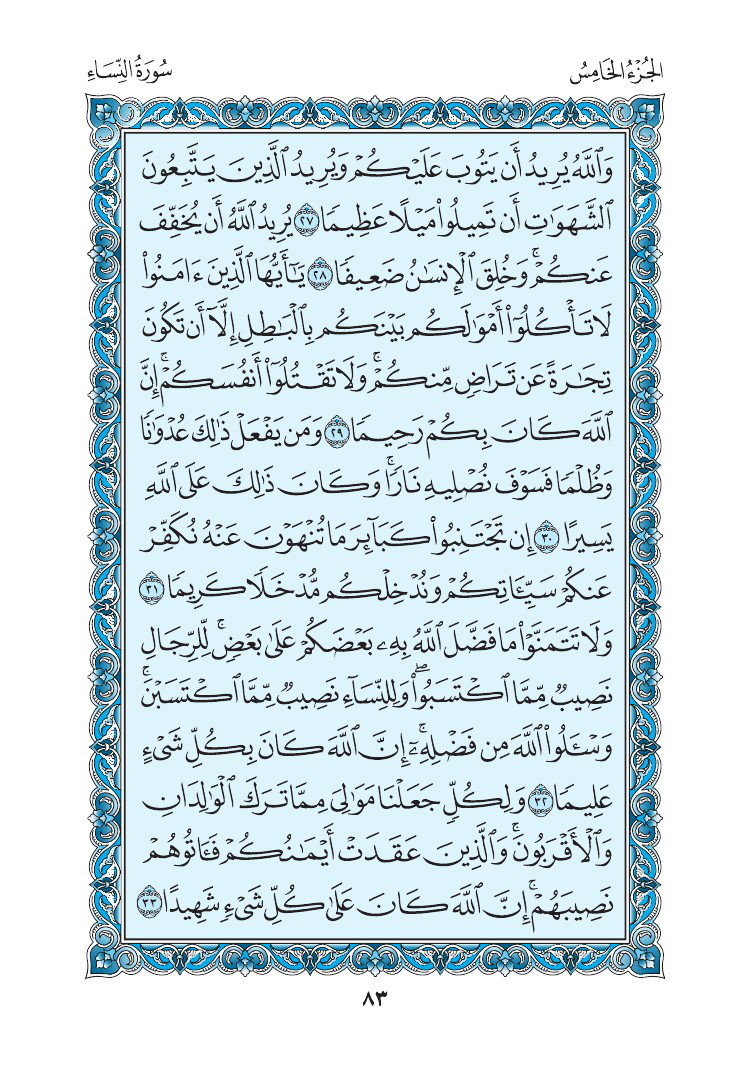 الجُزْءُ الخَامِسُ
سُورَةُ النِّسَاءِ
وَٱللَّهُ يُرِيدُ أَن يَتُوبَ عَلَيْكُمْ وَيُرِيدُ ٱلَّذِينَ يَتَّبِعُونَ
ٱلشَّهَوَٰتِ أَن تَمِيلُوا۟ مَيْلًا عَظِيمًا ٢٧ يُرِيدُ ٱللَّهُ أَن يُخَفِّفَ
عَنكُمْ ۚ وَخُلِقَ ٱلْإِنسَٰنُ ضَعِيفًا ٢٨ يَٰٓأَيُّهَا ٱلَّذِينَ ءَامَنُوا۟
لَا تَأْكُلُوٓا۟ أَمْوَٰلَكُم بَيْنَكُم بِٱلْبَٰطِلِ إِلَّآ أَن تَكُونَ
تِجَٰرَةً عَن تَرَاضٍ مِّنكُمْ ۚ وَلَا تَقْتُلُوٓا۟ أَنفُسَكُمْ ۚ إِنَّ
ٱللَّهَ كَانَ بِكُمْ رَحِيمًا ٢٩ وَمَن يَفْعَلْ ذَٰلِكَ عُدْوَٰنًا
وَظُلْمًا فَسَوْفَ نُصْلِيهِ نَارًا ۚ وَكَانَ ذَٰلِكَ عَلَى ٱللَّهِ
يَسِيرًا ٣٠ إِن تَجْتَنِبُوا۟ كَبَآئِرَ مَا تُنْهَوْنَ عَنْهُ نُكَفِّرْ
عَنكُمْ سَيِّـَٔاتِكُمْ وَنُدْخِلْكُم مُّدْخَلًا كَرِيمًا ٣١
وَلَا تَتَمَنَّوْا۟ مَا فَضَّلَ ٱللَّهُ بِهِۦ بَعْضَكُمْ عَلَىٰ بَعْضٍ ۚ لِّلرِّجَالِ
نَصِيبٌ مِّمَّا ٱكْتَسَبُوا۟ ۖ وَلِلنِّسَآءِ نَصِيبٌ مِّمَّا ٱكْتَسَبْنَ ۚ
وَسْـَٔلُوا۟ ٱللَّهَ مِن فَضْلِهِۦٓ ۗ إِنَّ ٱللَّهَ كَانَ بِكُلِّ شَىْءٍ
عَلِيمًا ٣٢ وَلِكُلٍّ جَعَلْنَا مَوَٰلِىَ مِمَّا تَرَكَ ٱلْوَٰلِدَانِ
وَٱلْأَقْرَبُونَ ۚ وَٱلَّذِينَ عَقَدَتْ أَيْمَٰنُكُمْ فَـَٔاتُوهُمْ
نَصِيبَهُمْ ۚ إِنَّ ٱللَّهَ كَانَ عَلَىٰ كُلِّ شَىْءٍ شَهِيدًا ٣٣
٨٣